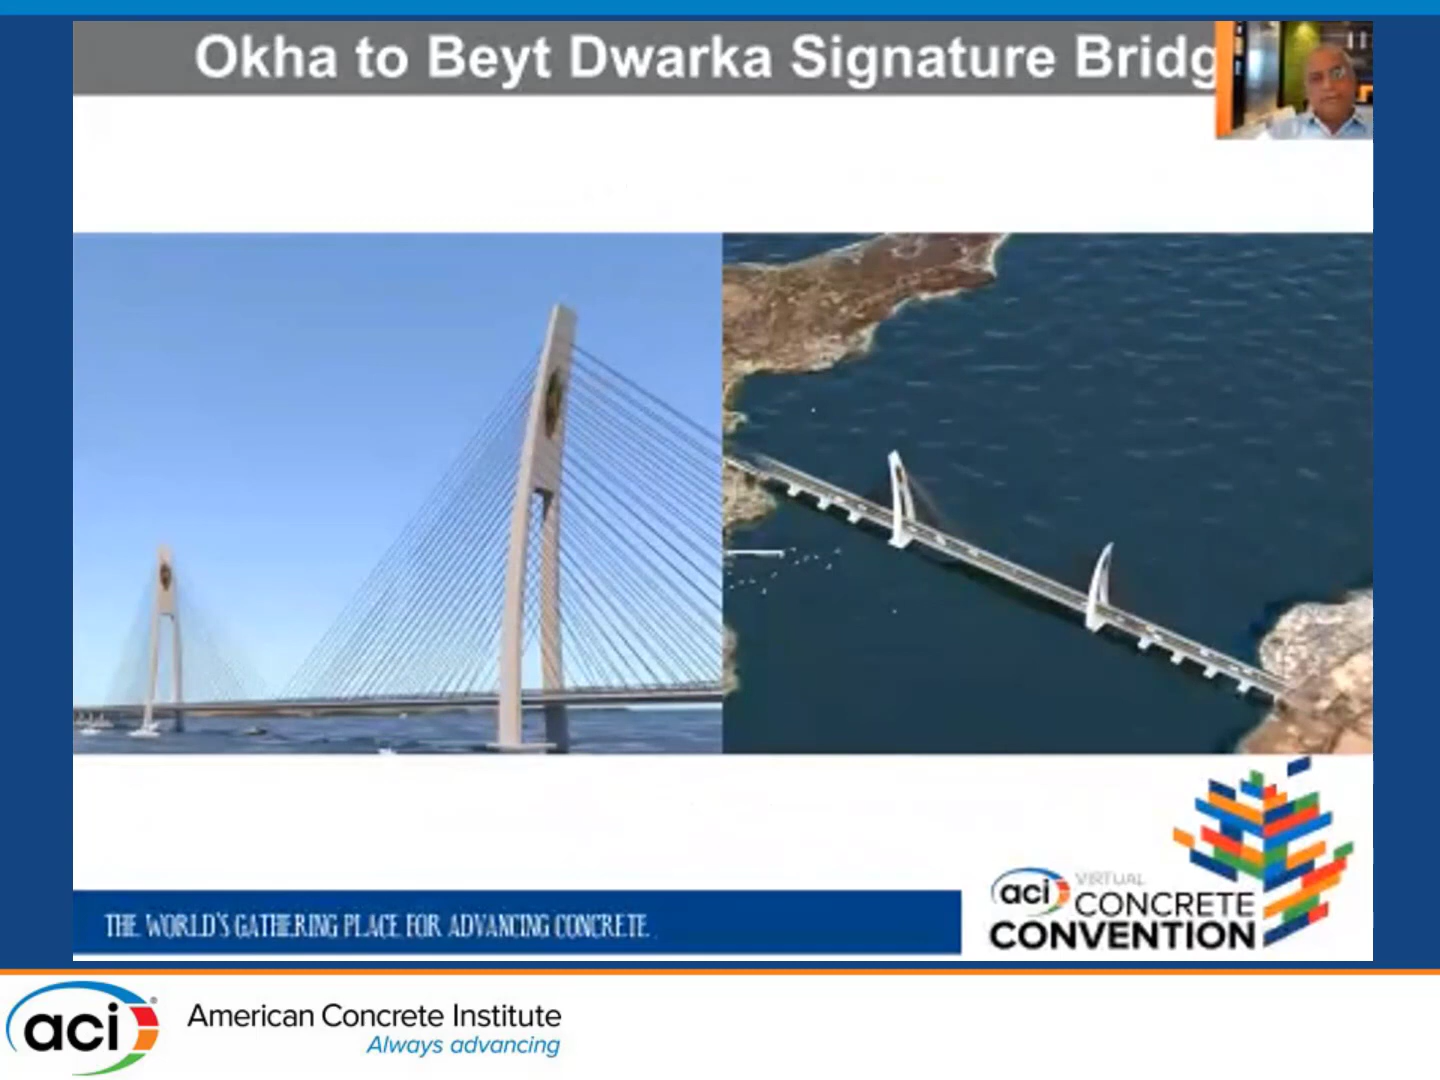 Okha to Beyt Dwarka Signature Bridg
THE WORLD'S GATHERING PLACE FOR ADVANCING CONCRETE.
aci VIRTUAL
CONCRETE
CONVENTION
aci
American Concrete Institute
Always advancing